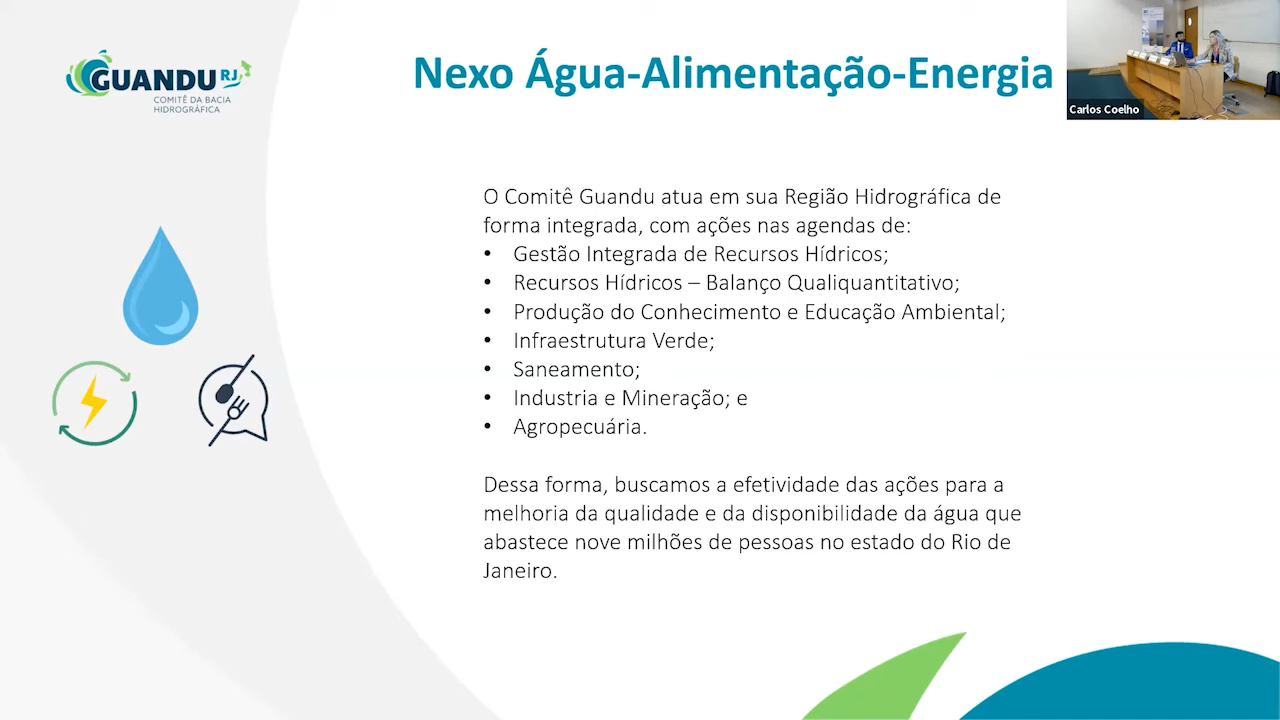 GUANDU RJ
COMITÊ DA BACIA
HIDROGRÁFICA
Nexo Água-Alimentação-Energia
Carlos Coelho
O Comitê Guandu atua em sua Região Hidrográfica de
forma integrada, com ações nas agendas de:
• Gestão Integrada de Recursos Hídricos;
• Recursos Hídricos – Balanço Qualiquantitativo;
• Produção do Conhecimento e Educação Ambiental;
• Infraestrutura Verde;
• Saneamento;
• Industria e Mineração; e
• Agropecuária.
Dessa forma, buscamos a efetividade das ações para a
melhoria da qualidade e da disponibilidade da água que
abastece nove milhões de pessoas no estado do Rio de
Janeiro.